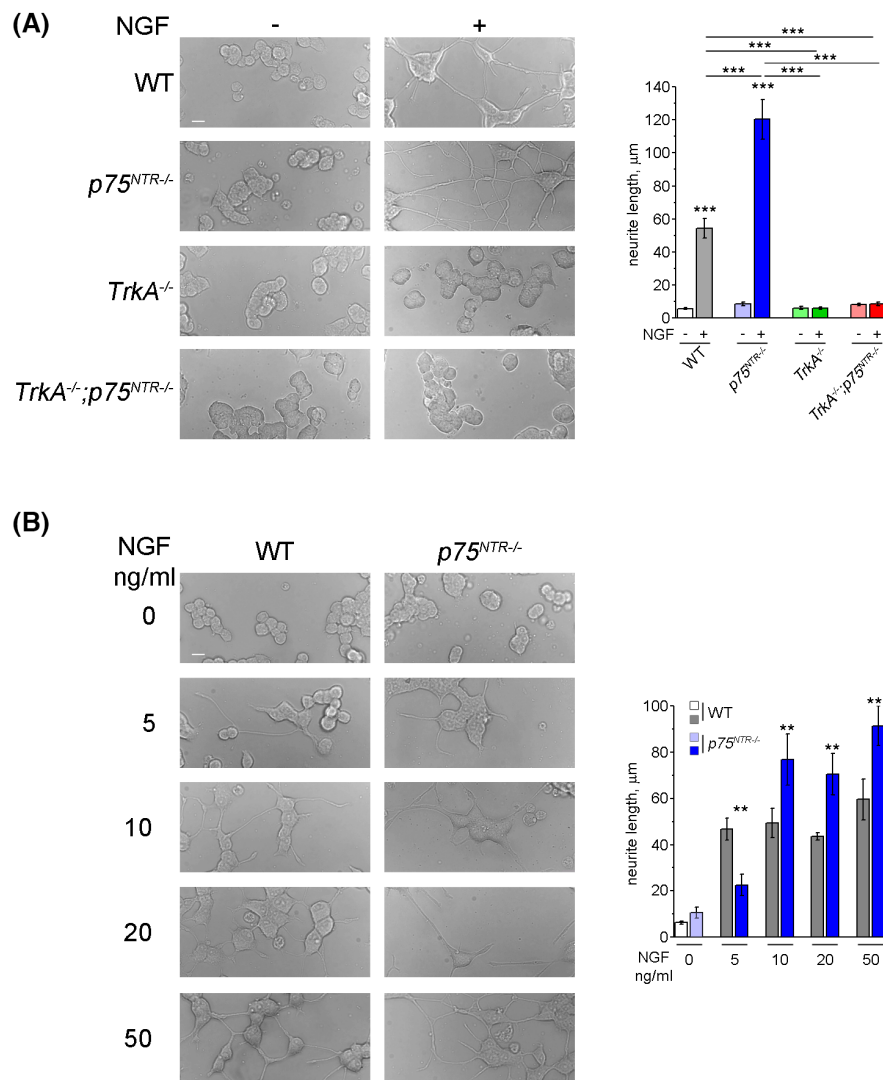 (A)
NGF - +
WT
p75NTR-/-
TrkA-/-
TrkA-/-;p75NTR-/-
***
***
***
*** ***
***
***
neurite length, μm
140
120
100
80
60
40
20
0
NGF - + - + - + - +
WT p75NTR-/- TrkA-/- TrkA-/-;p75NTR-/-
(B)
NGF
ng/ml
WT p75NTR-/-
0
5
10
20
50
neurite length, μm
100
80
60
40
20
0
WT
p75NTR-/-
** ** ** **
NGF
ng/ml
0 5 10 20 50